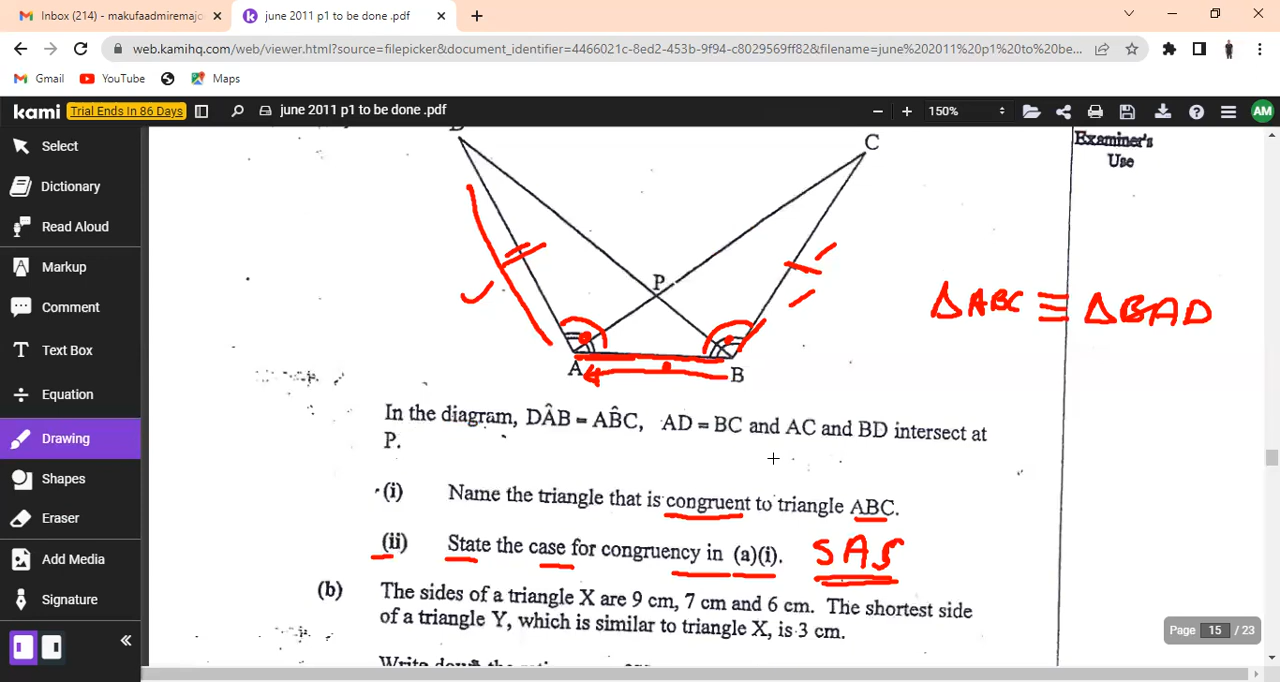 Inbox (214) - makufaadmiremajo
june 2011 p1 to be done .pdf
web.kamihq.com/web/viewer.html?source=filepicker&document_identifier=4466021c-8ed2-453b-9f94-c8029569ff82&filename=june%202011%20p1%20to%20be...
Gmail YouTube Maps
kami Trial Ends In 86 Days june 2011 p1 to be done .pdf 150% AM
Select
Dictionary
Read Aloud
Markup
Comment
Text Box
Equation
Drawing
Shapes
Eraser
Add Media
Signature
C
Examiner's
Use
P
ΔABC ≡ ΔBAD
A
B
In the diagram, DÂB = AB̂C, AD = BC and AC and BD intersect at
P.
(i) Name the triangle that is congruent to triangle ABC.
(ii) State the case for congruency in (a)(i). SAS
(b) The sides of a triangle X are 9 cm, 7 cm and 6 cm. The shortest side
of a triangle Y, which is similar to triangle X, is 3 cm.
Page 15 / 23